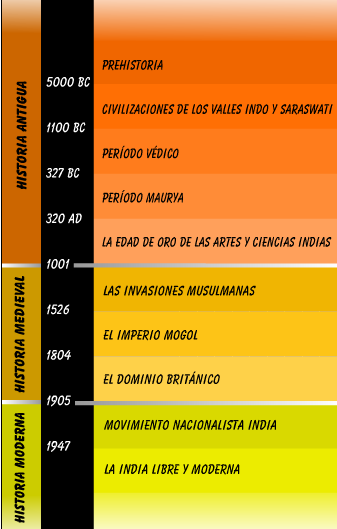 HISTORIA ANTIGUA
PREHISTORIA
5000 BC
CIVILIZACIONES DE LOS VALLES INDO Y SARASWATI
1100 BC
PERÍODO VÉDICO
327 BC
PERÍODO MAURYA
320 AD
LA EDAD DE ORO DE LAS ARTES Y CIENCIAS INDIAS
1001
HISTORIA MEDIEVAL
LAS INVASIONES MUSULMANAS
1526
EL IMPERIO MOGOL
1804
EL DOMINIO BRITÁNICO
1905
HISTORIA MODERNA
MOVIMIENTO NACIONALISTA INDIA
1947
LA INDIA LIBRE Y MODERNA